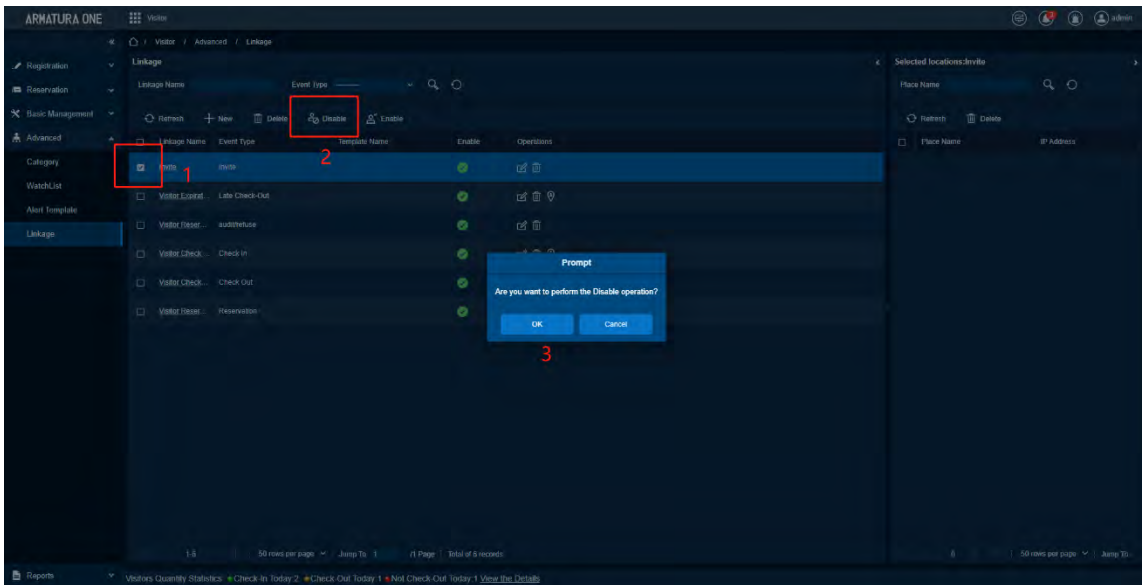 ARMATURA ONE
Visitor
admin
Visitor / Advanced / Linkage
Registration
Reservation
Basic Management
Advanced
Category
WatchList
Alert Template
Linkage
Reports
Linkage
Linkage Name
Event Type --------
Refresh
New
Delete
Disable
Enable
Linkage Name Event Type Template Name Enable Operations
Invite Invite
Visitor Expirat... Late Check-Out
Visitor Reser... audit/refuse
Visitor Check ... Check In
Visitor Check... Check Out
Visitor Reser... Reservation
1
2
Prompt
Are you want to perform the Disable operation?
OK
Cancel
3
50 rows per page Jump To 1 /1 Page Total of 6 records
Selected locations:Invite
Place Name
Refresh
Delete
Place Name IP Address
50 rows per page Jump To
Visitors Quantity Statistics: Check-In Today:2 Check-Out Today:1 Not Check-Out Today:1 View the Details